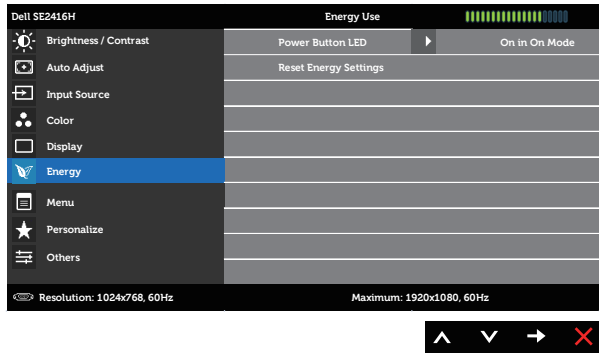 Dell SE2416H Energy Use
Brightness / Contrast
Power Button LED On in On Mode
Auto Adjust
Reset Energy Settings
Input Source
Color
Display
Energy
Menu
Personalize
Others
Resolution: 1024x768, 60Hz Maximum: 1920x1080, 60Hz